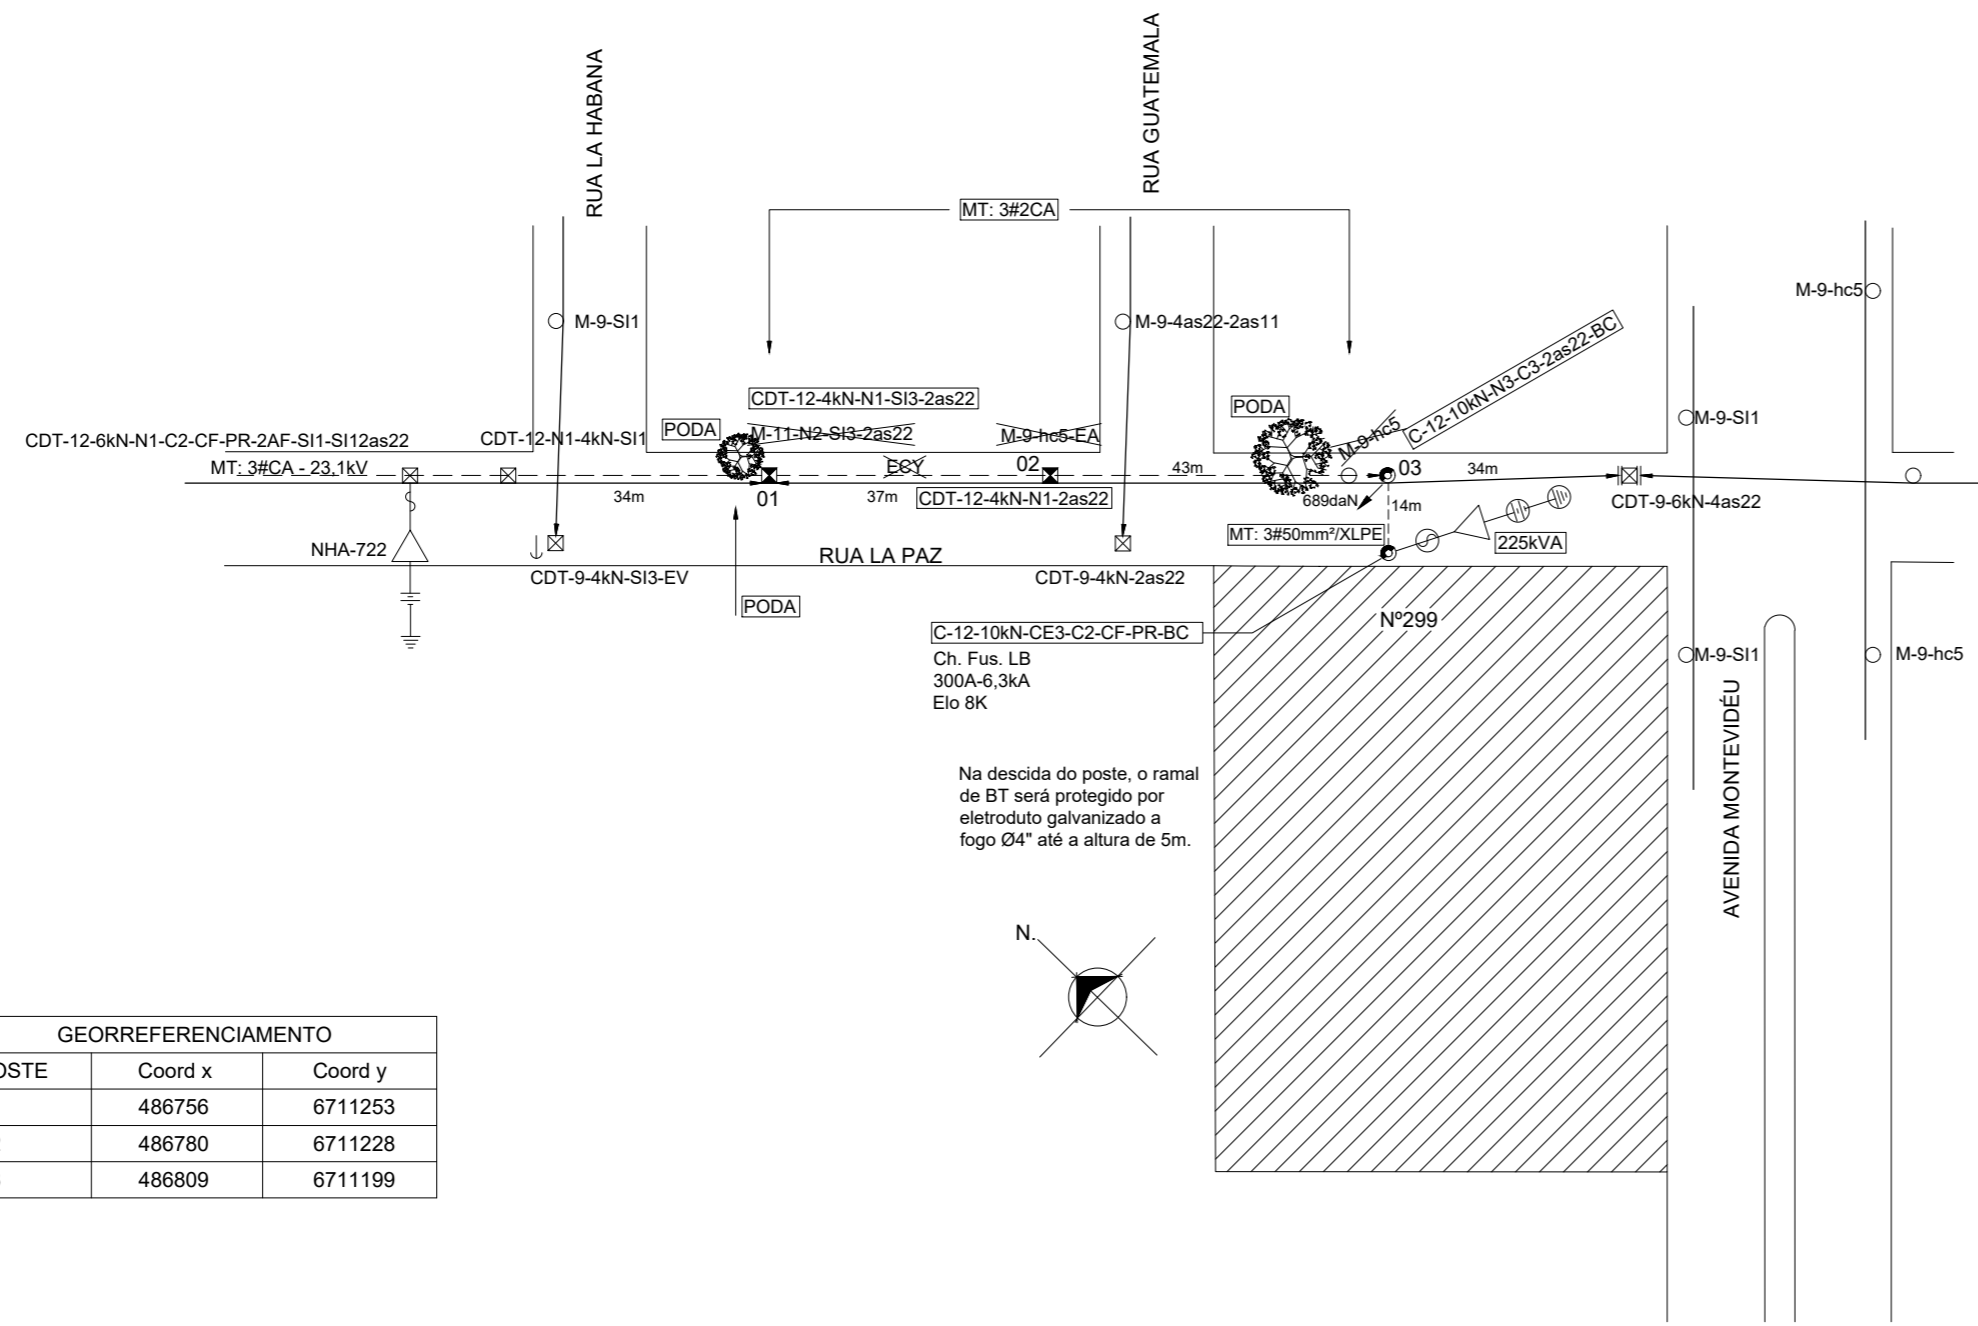 RUA LA HABANA
RUA GUATEMALA
MT: 3#2CA
M-9-hc5
M-9-SI1
M-9-4as22-2as11
C-12-10kN-N3-C3-2as22-BC
CDT-12-4kN-N1-SI3-2as22
PODA
M-9-SI1
PODA
M-11-N2-SI3-2as22
M-9-hc5-EA
M-9-hc5
CDT-12-6kN-N1-C2-CF-PR-2AF-SI1-SI12as22
CDT-12-N1-4kN-SI1
MT: 3#CA - 23,1kV
ECY
02
43m
03
34m
34m
01
37m
CDT-12-4kN-N1-2as22
689daN
14m
CDT-9-6kN-4as22
MT: 3#50mm²/XLPE
225kVA
NHA-722
RUA LA PAZ
CDT-9-4kN-SI3-EV
CDT-9-4kN-2as22
PODA
Nº299
C-12-10kN-CE3-C2-CF-PR-BC
Ch. Fus. LB
300A-6,3kA
Elo 8K
M-9-SI1
M-9-hc5
AVENIDA MONTEVIDÉU
Na descida do poste, o ramal
de BT será protegido por
eletroduto galvanizado a
fogo Ø4" até a altura de 5m.
N.
GEORREFERENCIAMENTO
OSTE Coord x Coord y
486756 6711253
486780 6711228
486809 6711199